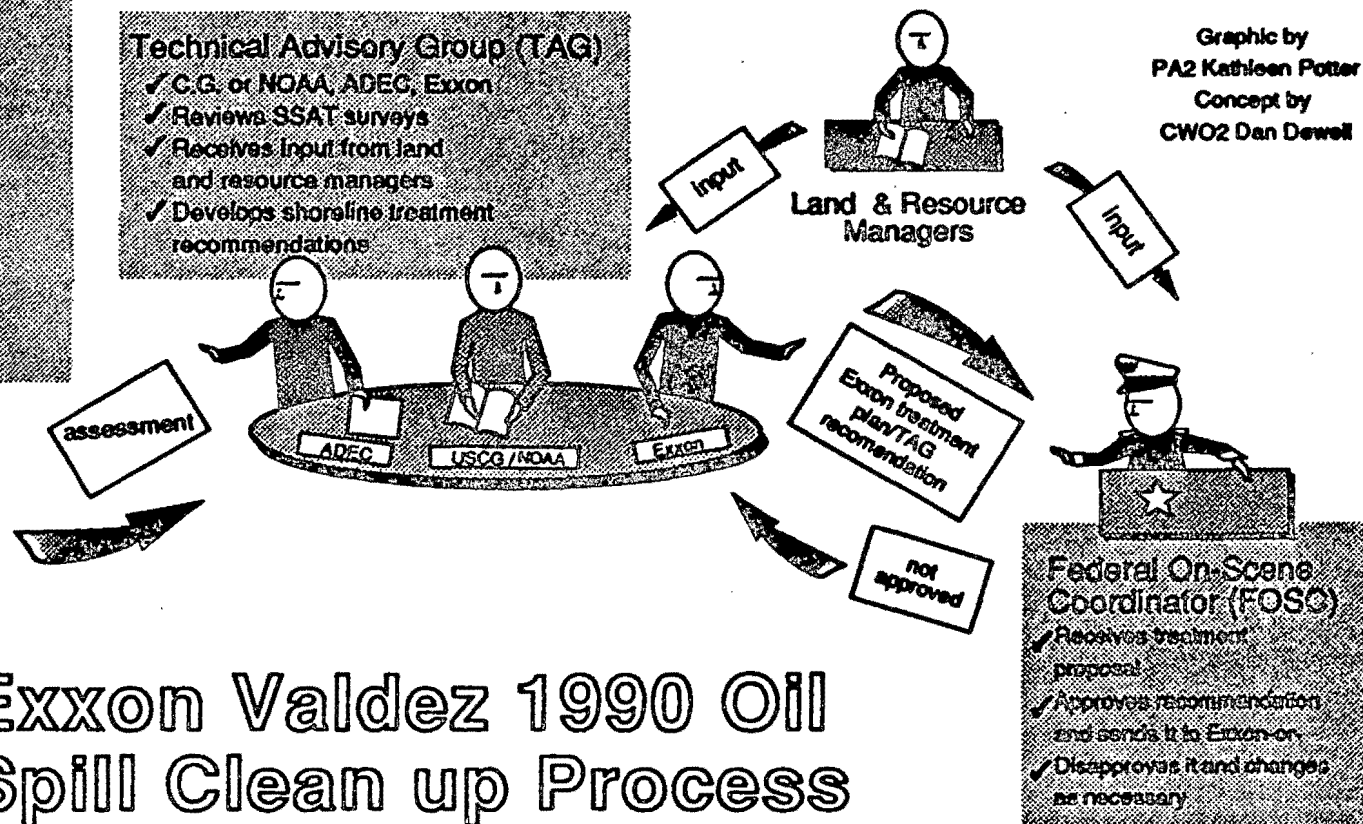 Technical Advisory Group (TAG)
✓ C.G. or NOAA, ADEC, Exxon
✓ Reviews SSAT surveys
✓ Receives input from land
and resource managers
✓ Develops shoreline treatment
recommendations
Graphic by
PA2 Kathleen Potter
Concept by
CWO2 Dan Dewell
input
Land & Resource
Managers
input
assessment
ADEC
USCG/NOAA
Exxon
Proposed
Exxon treatment
plan/TAG
recomendation
not
approved
Federal On-Scene
Coordinator (FOSC)
✓ Receives treatment
proposal
✓ Approves recommendation
and sends it to Exxon-or-
✓ Disapproves it and changes
as necessary
Exxon Valdez 1990 Oil
Spill Clean up Process